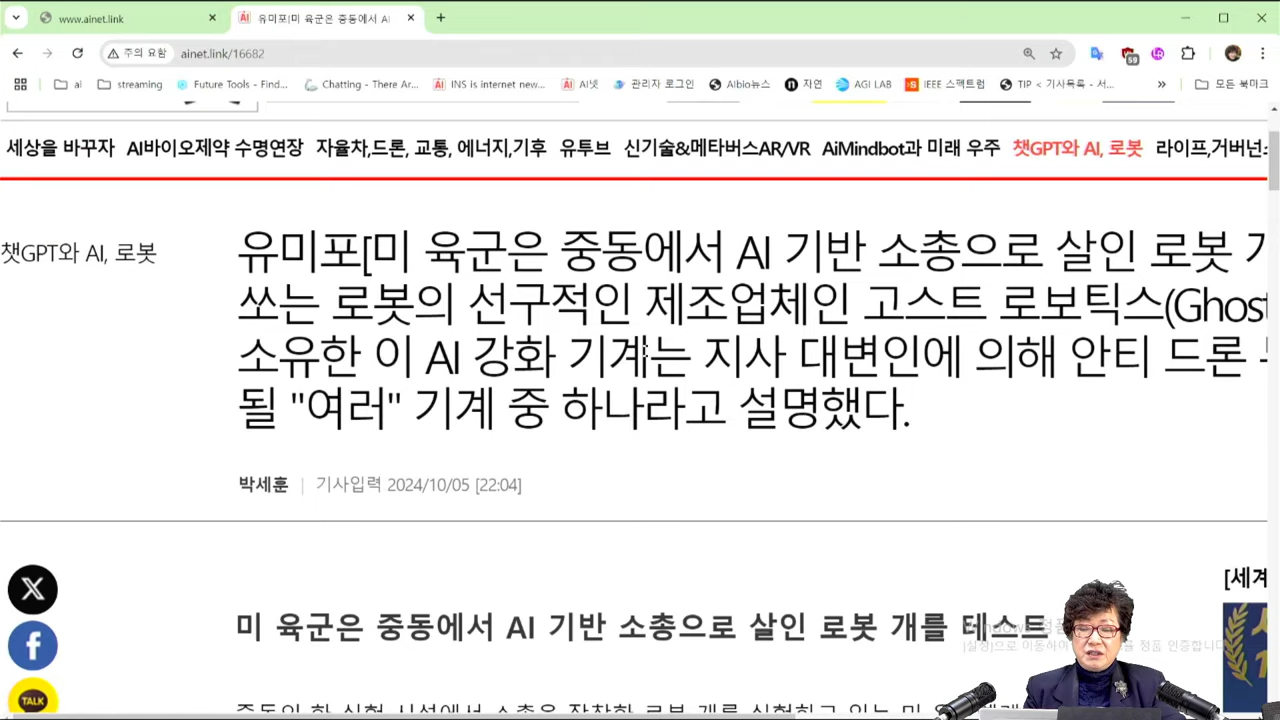 www.ainet.link
유미포[미 육군은 중동에서 AI
주의 요함
ainet.link/16682
59
ai
streaming
Future Tools - Find...
Chatting - There Ar...
INS is internet new...
AI넷
관리자 로그인
AIbio뉴스
자연
AGI LAB
IEEE 스펙트럼
TIP < 기사목록 - 서...
»
모든 북마크
세상을 바꾸자 AI바이오제약 수명연장 자율차,드론, 교통, 에너지,기후 유투브 신기술&메타버스AR/VR AiMindbot과 미래 우주 챗GPT와 AI, 로봇 라이프,거버넌스
챗GPT와 AI, 로봇
유미포[미 육군은 중동에서 AI 기반 소총으로 살인 로봇
쏘는 로봇의 선구적인 제조업체인 고스트 로보틱스(Ghost
소유한 이 AI 강화 기계는 지사 대변인에 의해 안티 드론
될 "여러" 기계 중 하나라고 설명했다.
박세훈 | 기사입력 2024/10/05 [22:04]
[세계
미 육군은 중동에서 AI 기반 소총으로 살인 로봇 개를 테스트
TALK